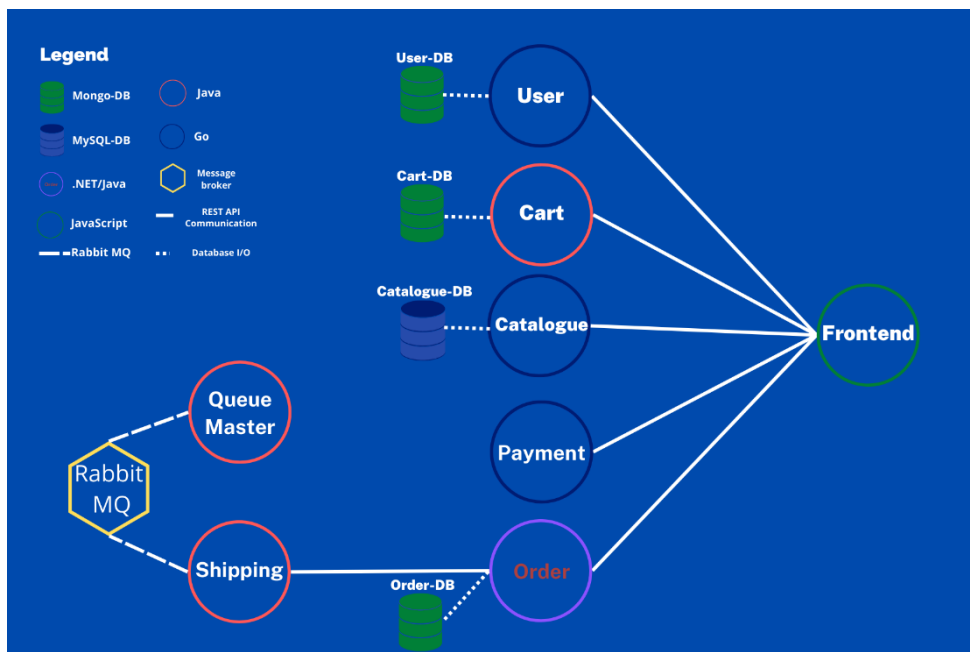 Legend
Mongo-DB
Java
MySQL-DB
Go
.NET/Java
Message
broker
JavaScript
REST API
Communication
Rabbit MQ
Database I/O
User-DB
User
Cart-DB
Cart
Catalogue-DB
Catalogue
Frontend
Queue
Master
Payment
Rabbit
MQ
Shipping
Order
Order-DB